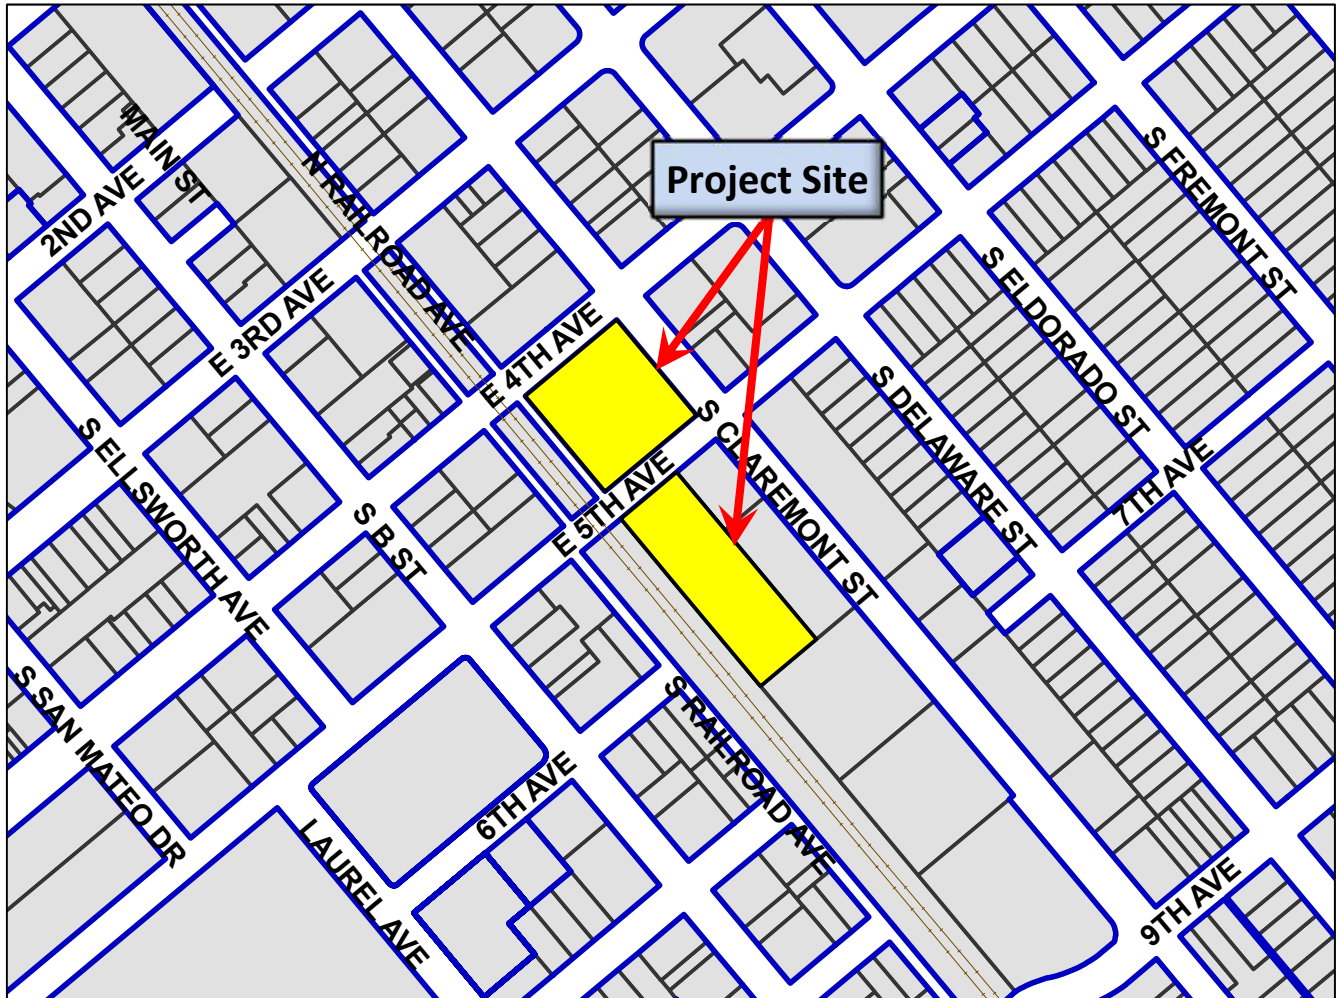 MAIN ST
2ND AVE
N RAILROAD AVE
Project Site
S FREMONT ST
S ELDORADO ST
E 3RD AVE
E 4TH AVE
S DELAWARE ST
S CLAREMONT ST
7TH AVE
S ELLSWORTH AVE
S B ST
E 5TH AVE
S SAN MATEO DR
S RAILROAD AVE
6TH AVE
LAUREL AVE
9TH AVE